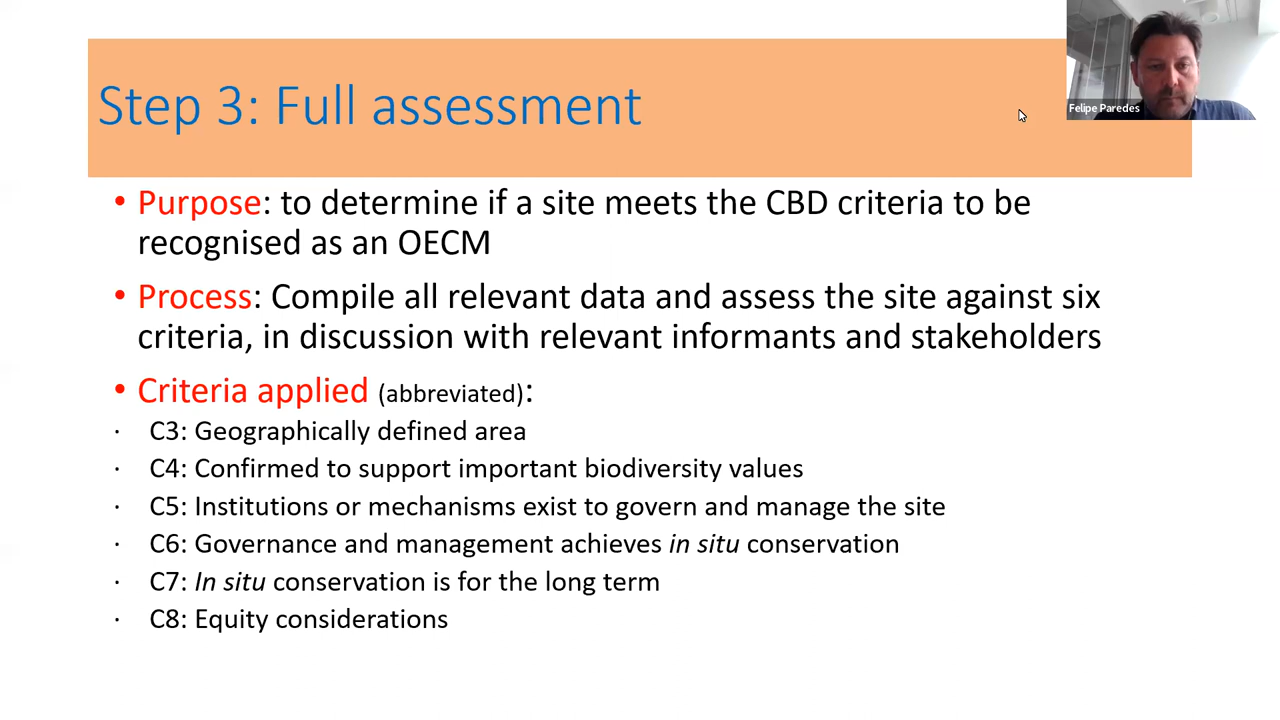 Step 3: Full assessment
Felipe Paredes
• Purpose: to determine if a site meets the CBD criteria to be
recognised as an OECM
• Process: Compile all relevant data and assess the site against six
criteria, in discussion with relevant informants and stakeholders
• Criteria applied (abbreviated):
· C3: Geographically defined area
· C4: Confirmed to support important biodiversity values
· C5: Institutions or mechanisms exist to govern and manage the site
· C6: Governance and management achieves in situ conservation
· C7: In situ conservation is for the long term
· C8: Equity considerations